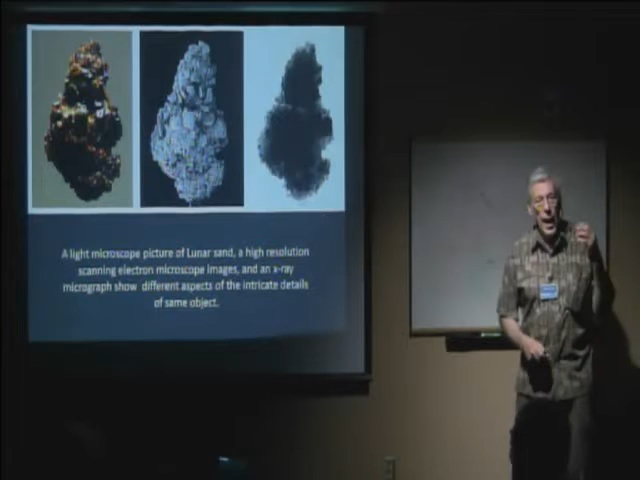 A light microscope picture of Lunar sand, a high resolution
scanning electron microscope images, and an x-ray
micrograph show different aspects of the intricate details
of same object.